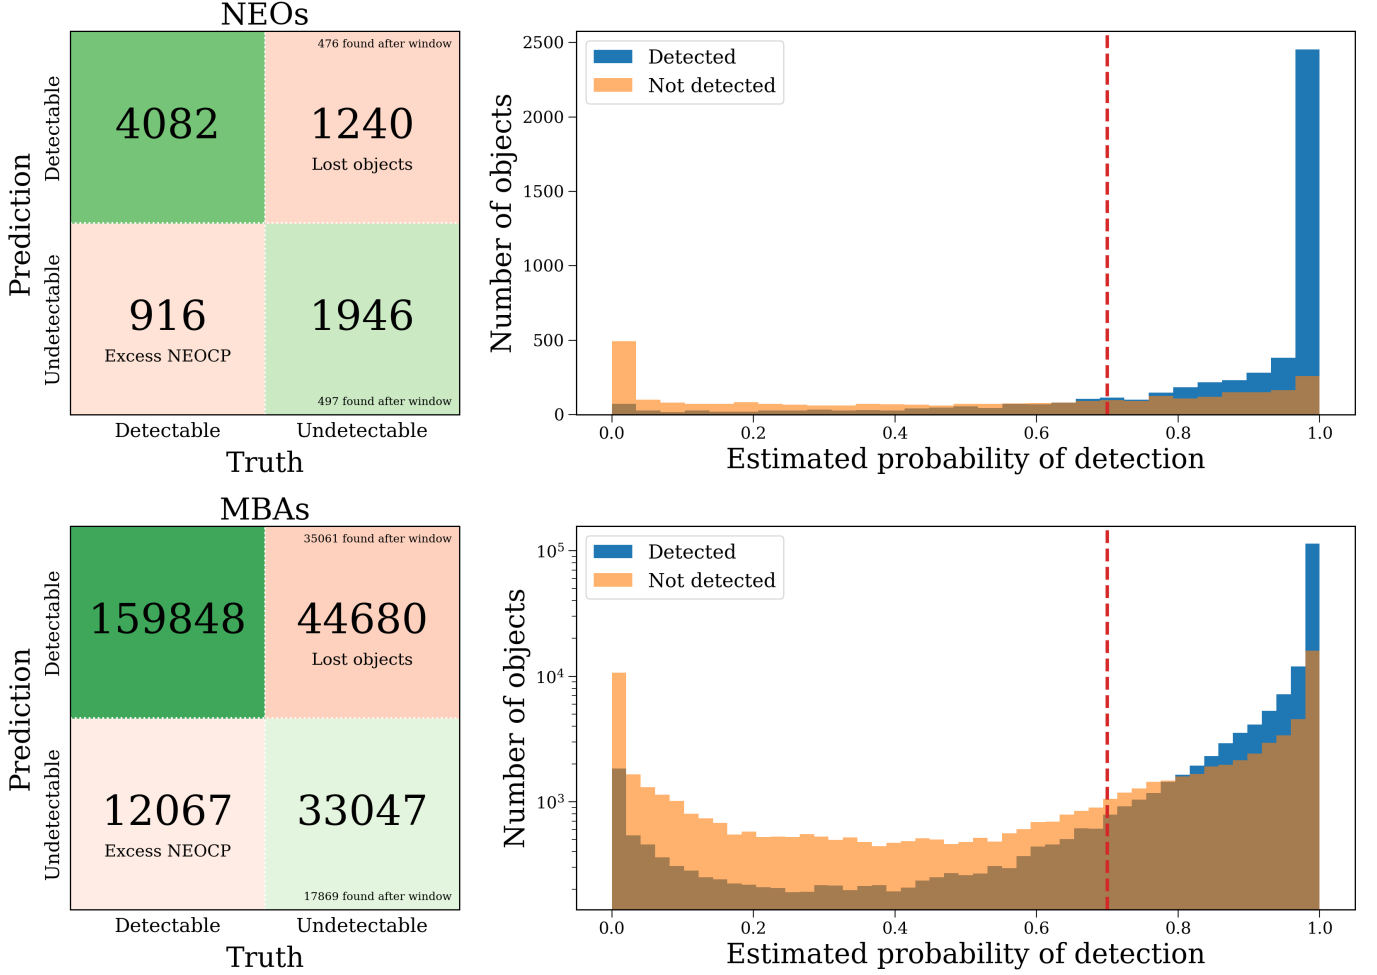 NEOs
476 found after window
4082
1240
Lost objects
916
Excess NEOCP
1946
497 found after window
Detectable
Undetectable
Prediction
Detectable
Undetectable
Truth
Detected
Not detected
2500
2000
1500
1000
500
0
Number of objects
0.0
0.2
0.4
0.6
0.8
1.0
Estimated probability of detection
MBAs
35061 found after window
159848
44680
Lost objects
12067
Excess NEOCP
33047
17869 found after window
Detectable
Undetectable
Prediction
Detectable
Undetectable
Truth
Detected
Not detected
10⁵
10⁴
10³
Number of objects
0.0
0.2
0.4
0.6
0.8
1.0
Estimated probability of detection